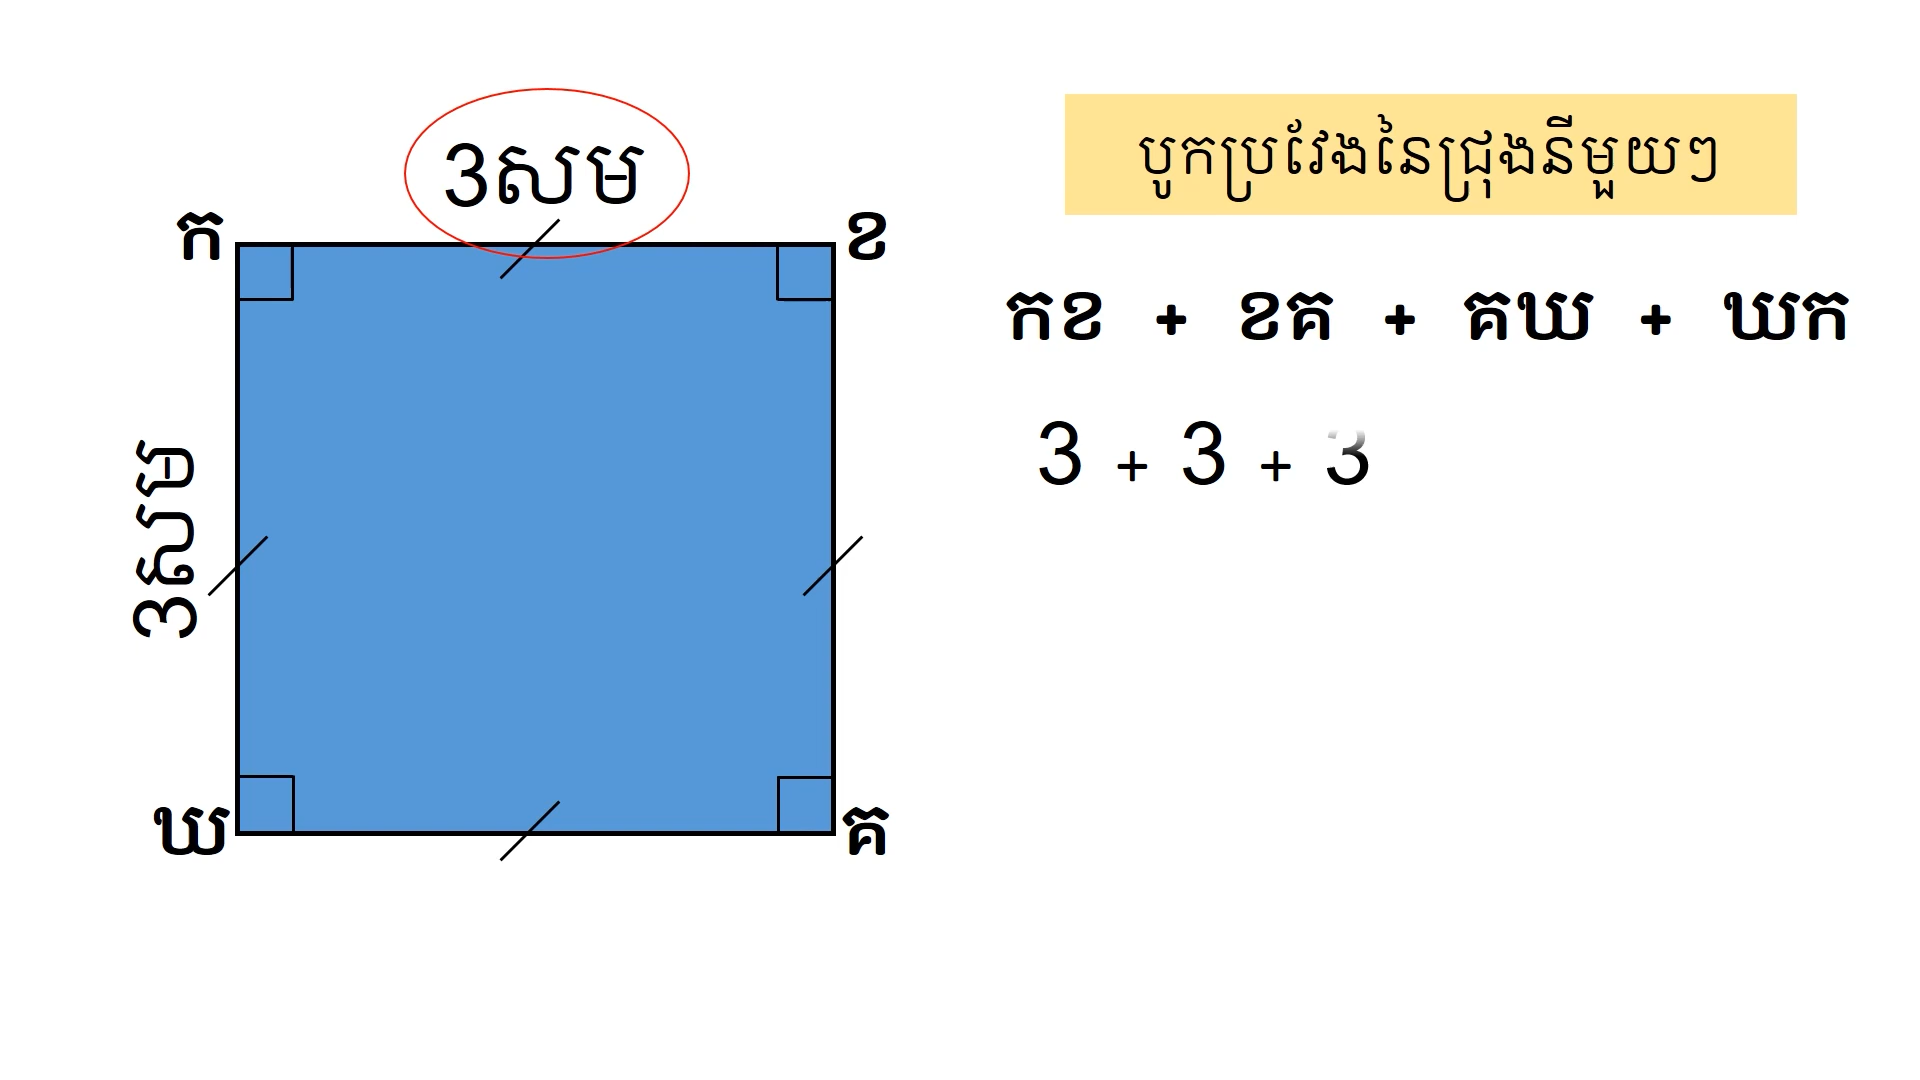 3សម
បូកប្រវែងនៃជ្រុងនីមួយៗ
ក
ខ
កខ + ខគ + គឃ + ឃក
3 + 3 + 3
3សម
ឃ
គ